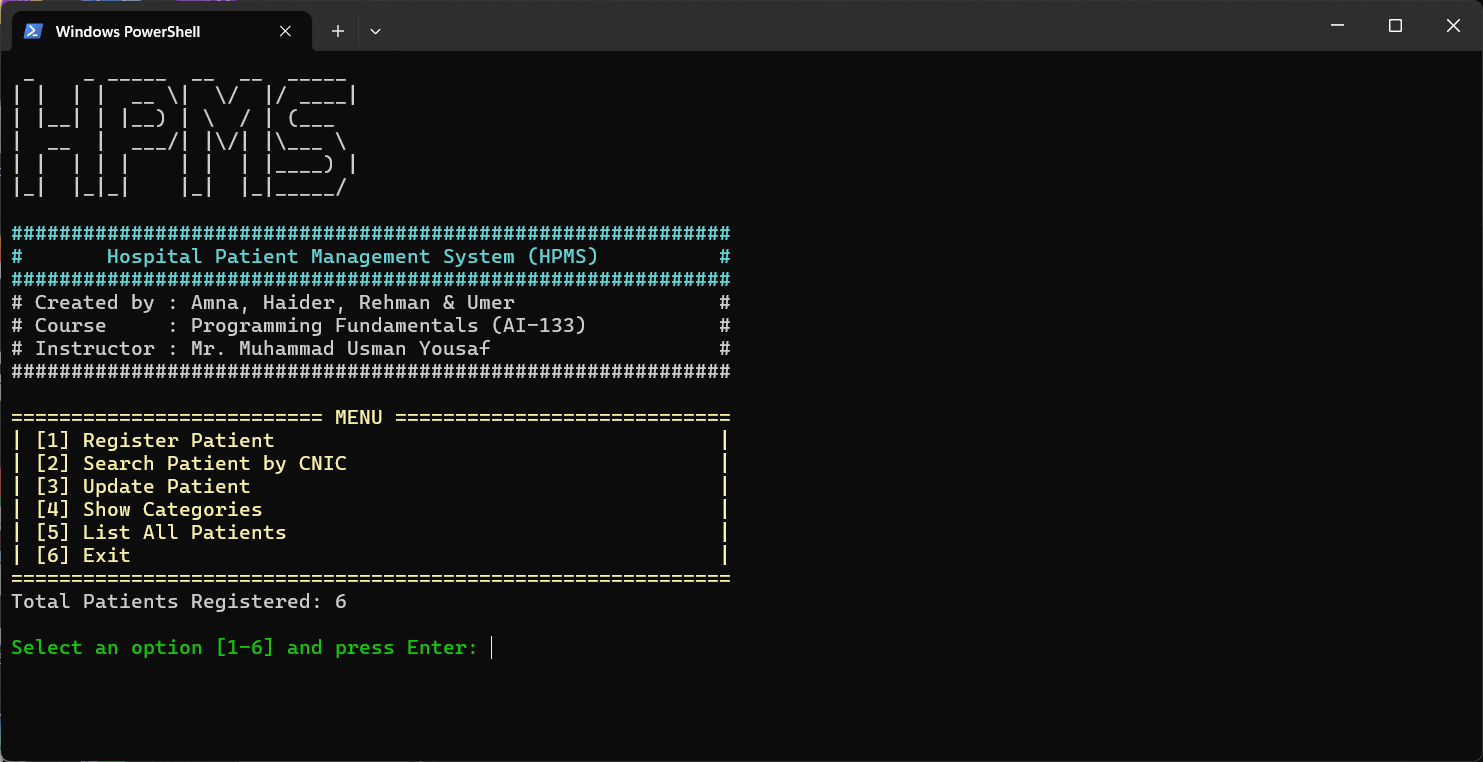 Windows PowerShell
 _    _ _____  __  __  _____
| |  | |  __ \|  \/  |/ ____|
| |__| | |__) | \  / | (___
|  __  |  ___/| |\/| |\___ \
| |  | | |    | |  | |____) |
|_|  |_|_|    |_|  |_|_____/
############################################################
#       Hospital Patient Management System (HPMS)          #
############################################################
# Created by : Amna, Haider, Rehman & Umer                 #
# Course     : Programming Fundamentals (AI-133)           #
# Instructor : Mr. Muhammad Usman Yousaf                   #
############################################################
========================== MENU ============================
| [1] Register Patient                                     |
| [2] Search Patient by CNIC                               |
| [3] Update Patient                                       |
| [4] Show Categories                                      |
| [5] List All Patients                                    |
| [6] Exit                                                 |
============================================================
Total Patients Registered: 6
Select an option [1-6] and press Enter: